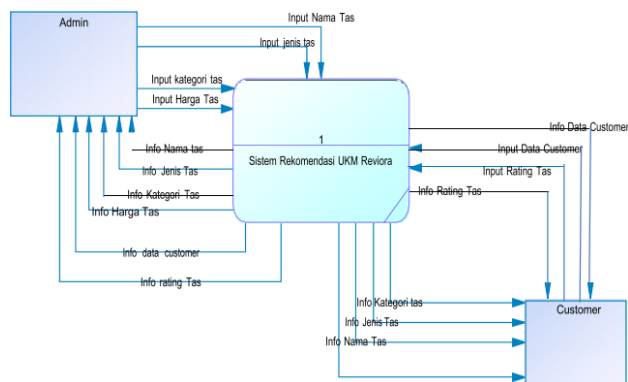 Admin
Input Nama Tas
Input jenis tas
Input kategori tas
Input Harga Tas
Info Nama tas
Info Jenis Tas
Info Kategori Tas
Info Harga Tas
Info data customer
Info rating Tas
1
Sistem Rekomendasi UKM Reviora
Info Data Customer
Input Data Customer
Input Rating Tas
Info Rating Tas
Info Kategori tas
Info Jenis Tas
Info Nama Tas
Customer